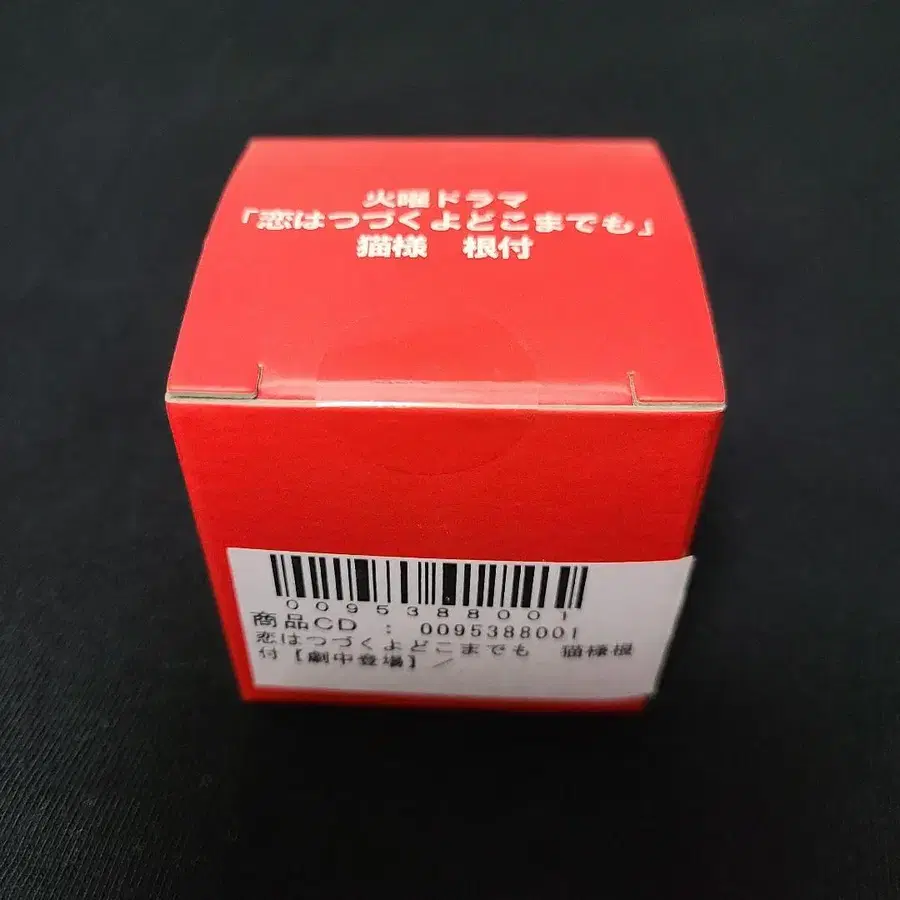 火曜ドラマ
「恋はつづくよどこまでも」
猫様　根付
0095388001
商品CD : 0095388001
恋はつづくよどこまでも　猫様根
付【劇中登場】／